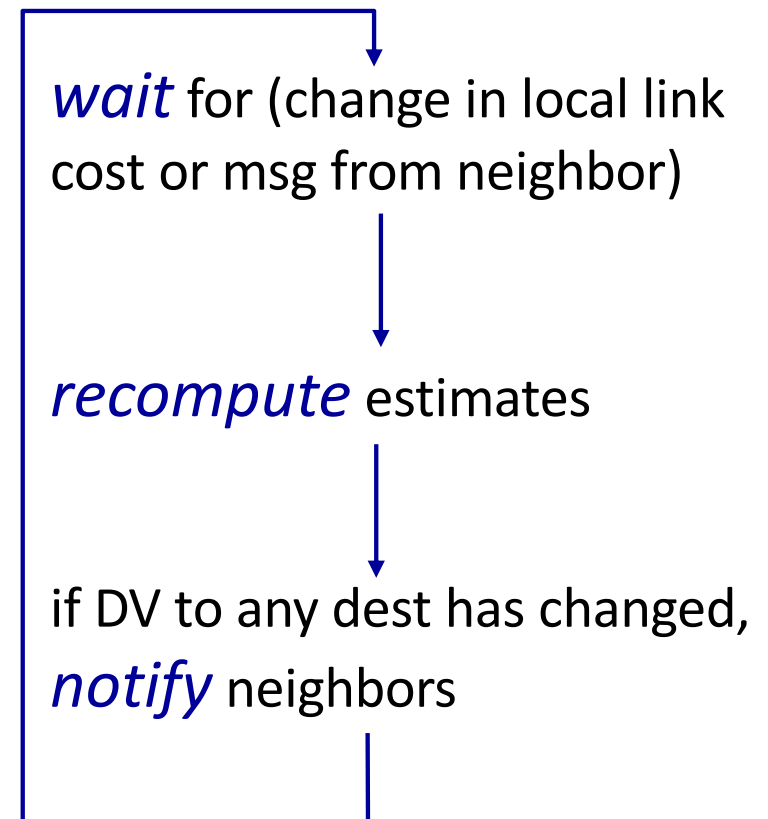 wait for (change in local link
cost or msg from neighbor)
recompute estimates
if DV to any dest has changed,
notify neighbors